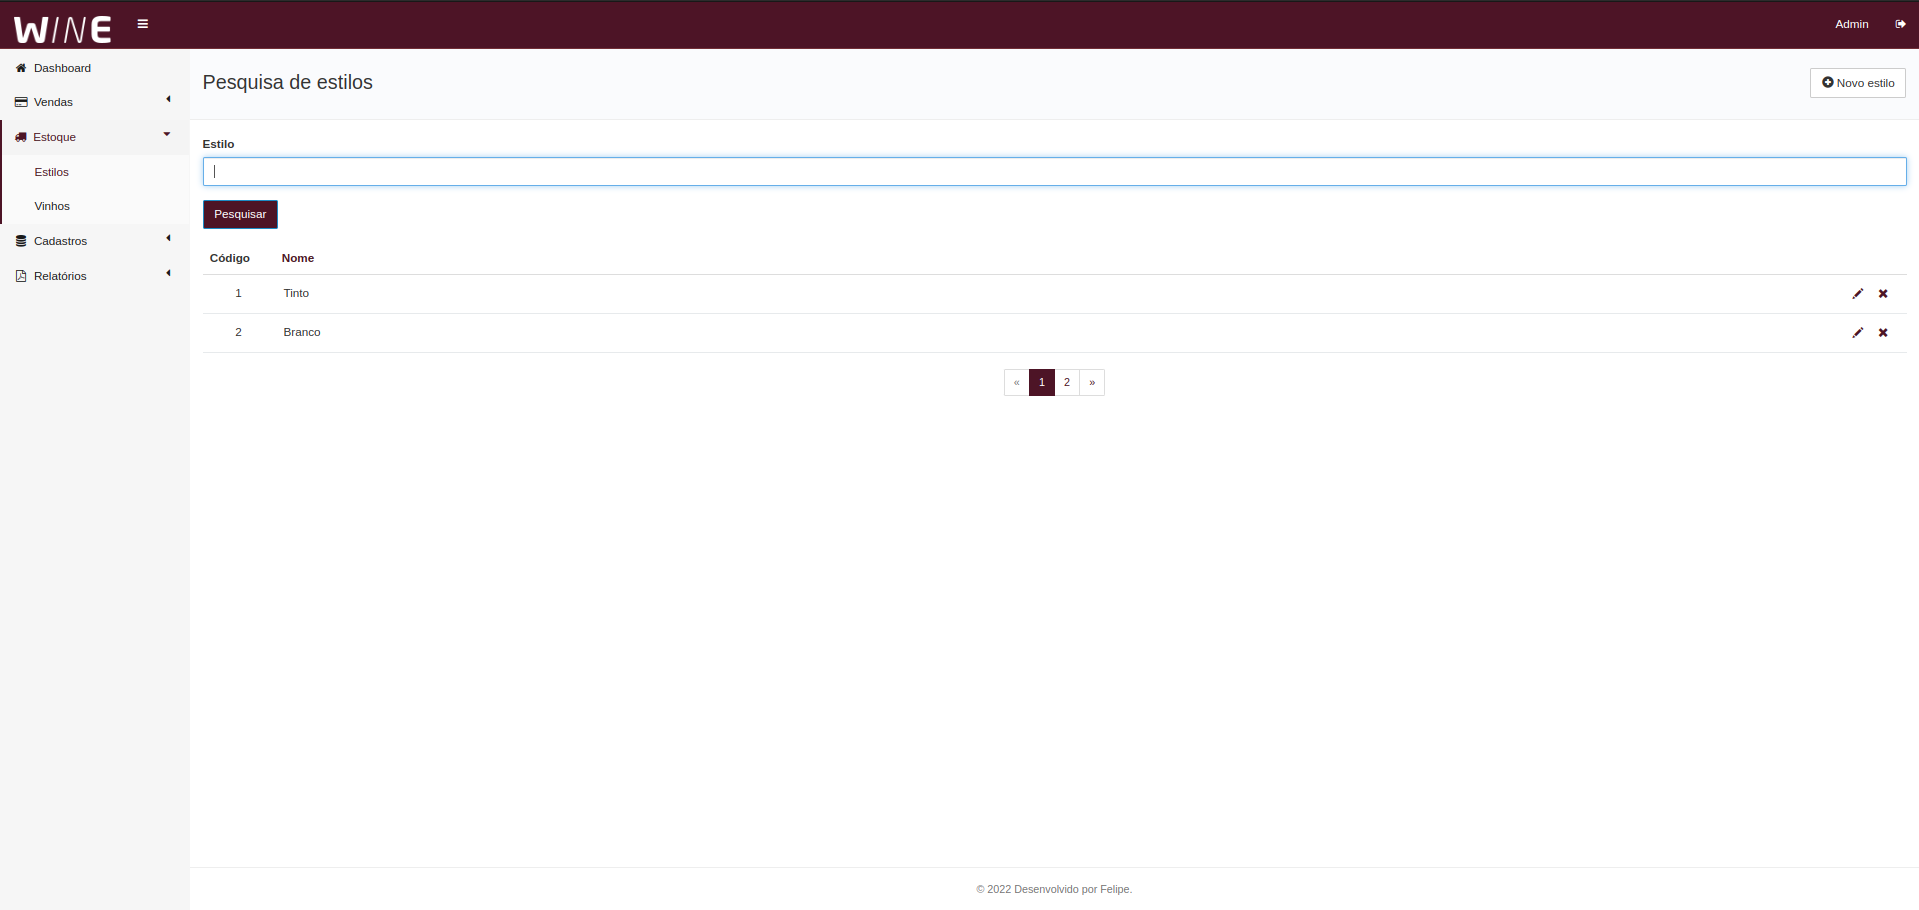 WINE
Admin
Dashboard
Vendas
Estoque
Estilos
Vinhos
Cadastros
Relatórios
Pesquisa de estilos
Novo estilo
Estilo
Pesquisar
Código Nome
1 Tinto
2 Branco
« 1 2 »
© 2022 Desenvolvido por Felipe.